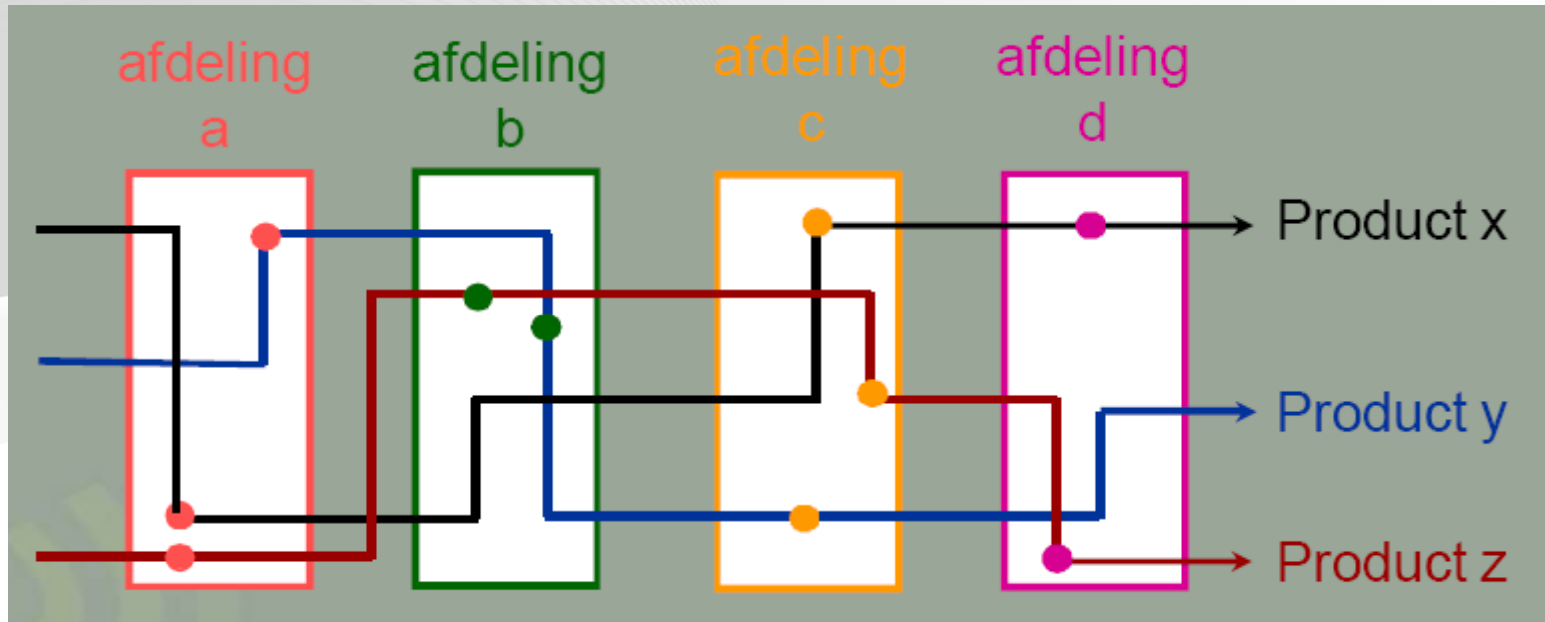 afdeling
a
afdeling
b
afdeling
c
afdeling
d
Product x
Product y
Product z